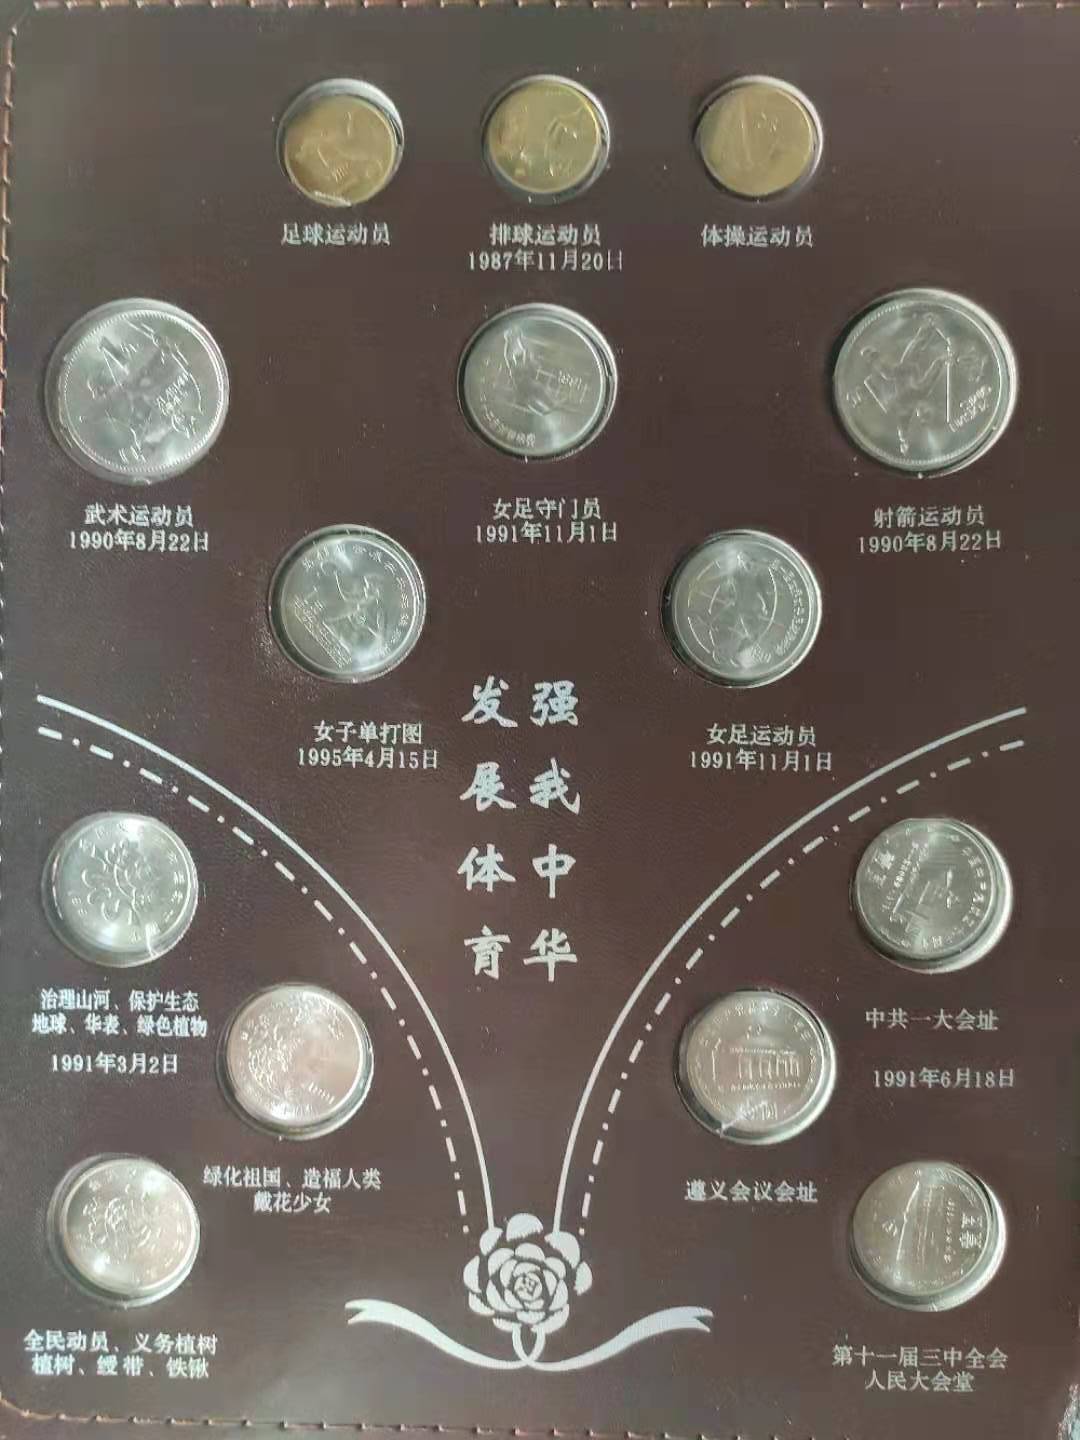 足球运动员
排球运动员
1987年11月20日
体操运动员
武术运动员
1990年8月22日
女足守门员
1991年11月1日
射箭运动员
1990年8月22日
女子单打图
1995年4月15日
女足运动员
1991年11月1日
强我中华
发展体育
治理山河、保护生态
地球、华表、绿色植物
1991年3月2日
中共一大会址
1991年6月18日
绿化祖国、造福人类
戴花少女
遵义会议会址
全民动员、义务植树
植树、绶带、铁锹
第十一届三中全会
人民大会堂